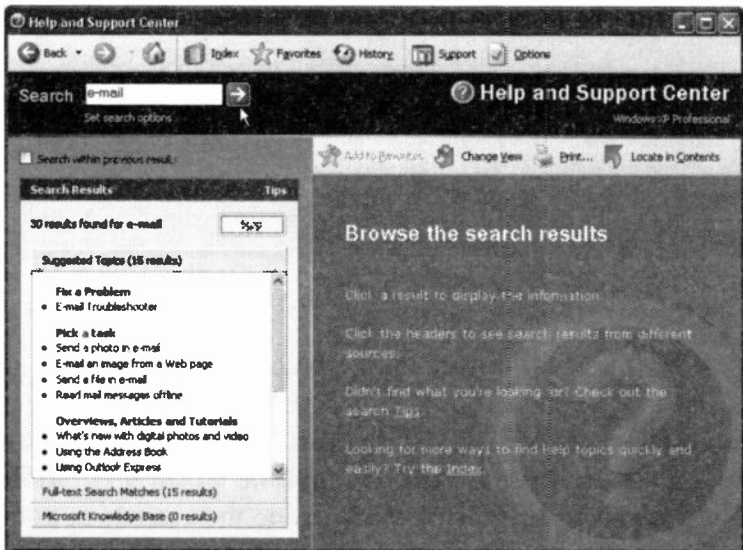 Help and Support Center
Back Index Favorites History Support Options
Search e-mail
Set search options
Help and Support Center
Windows XP Professional
Search within previous results
Add to Favorites Change View Print... Locate in Contents
Search Results Tips
30 results found for e-mail
Suggested Topics (15 results)
Fix a Problem
E-mail Troubleshooter
Pick a task
Send a photo in e-mail
E-mail an image from a Web page
Send a file in e-mail
Read mail messages offline
Overviews, Articles and Tutorials
What's new with digital photos and video
Using the Address Book
Using Outlook Express
Full-text Search Matches (15 results)
Microsoft Knowledge Base (0 results)
Browse the search results
Click a result to display the information.
Click the headers to see search results from different
sources.
Didn't find what you're looking for? Check out the
search Tips.
Looking for more ways to find Help topics quickly and
easily? Try the Index.